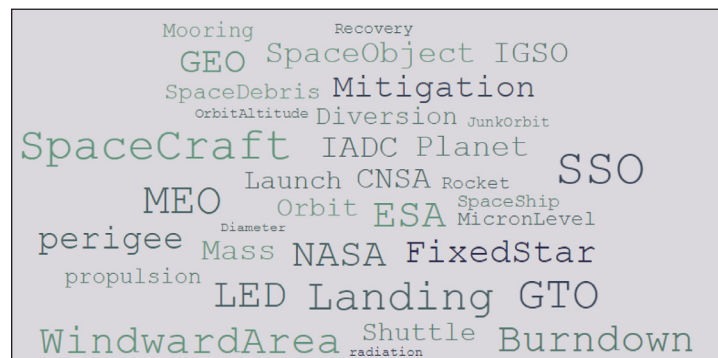 Mooring Recovery
GEO SpaceObject IGSO
SpaceDebris Mitigation
OrbitAltitude Diversion JunkOrbit
SpaceCraft IADC Planet SSO
MEO Launch CNSA Rocket
Orbit ESA SpaceShip
Diameter MicronLevel
perigee Mass NASA FixedStar
propulsion LED Landing GTO
WindwardArea Shuttle Burndown
radiation